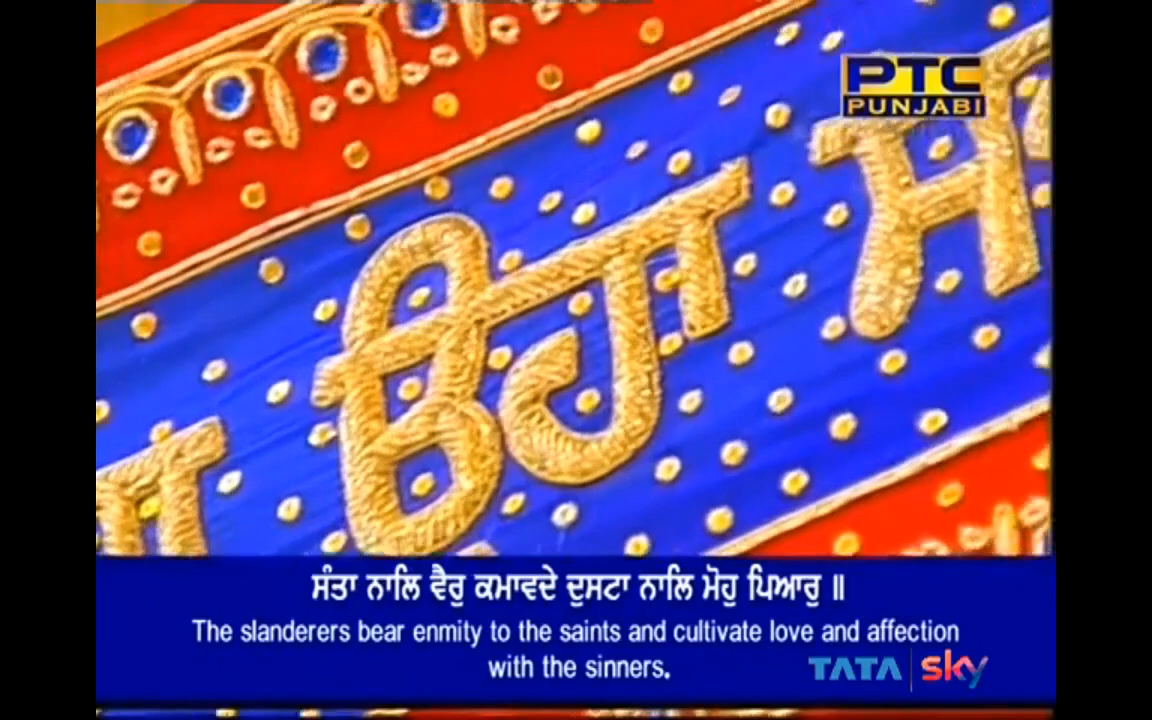 PTC
PUNJABI
ਉਹਾ
ਸੰਤਾ ਨਾਲਿ ਵੈਰੁ ਕਮਾਵਦੇ ਦੁਸਟਾ ਨਾਲਿ ਮੋਹੁ ਪਿਆਰੁ ॥
The slanderers bear enmity to the saints and cultivate love and affection
with the sinners.
TATA sky